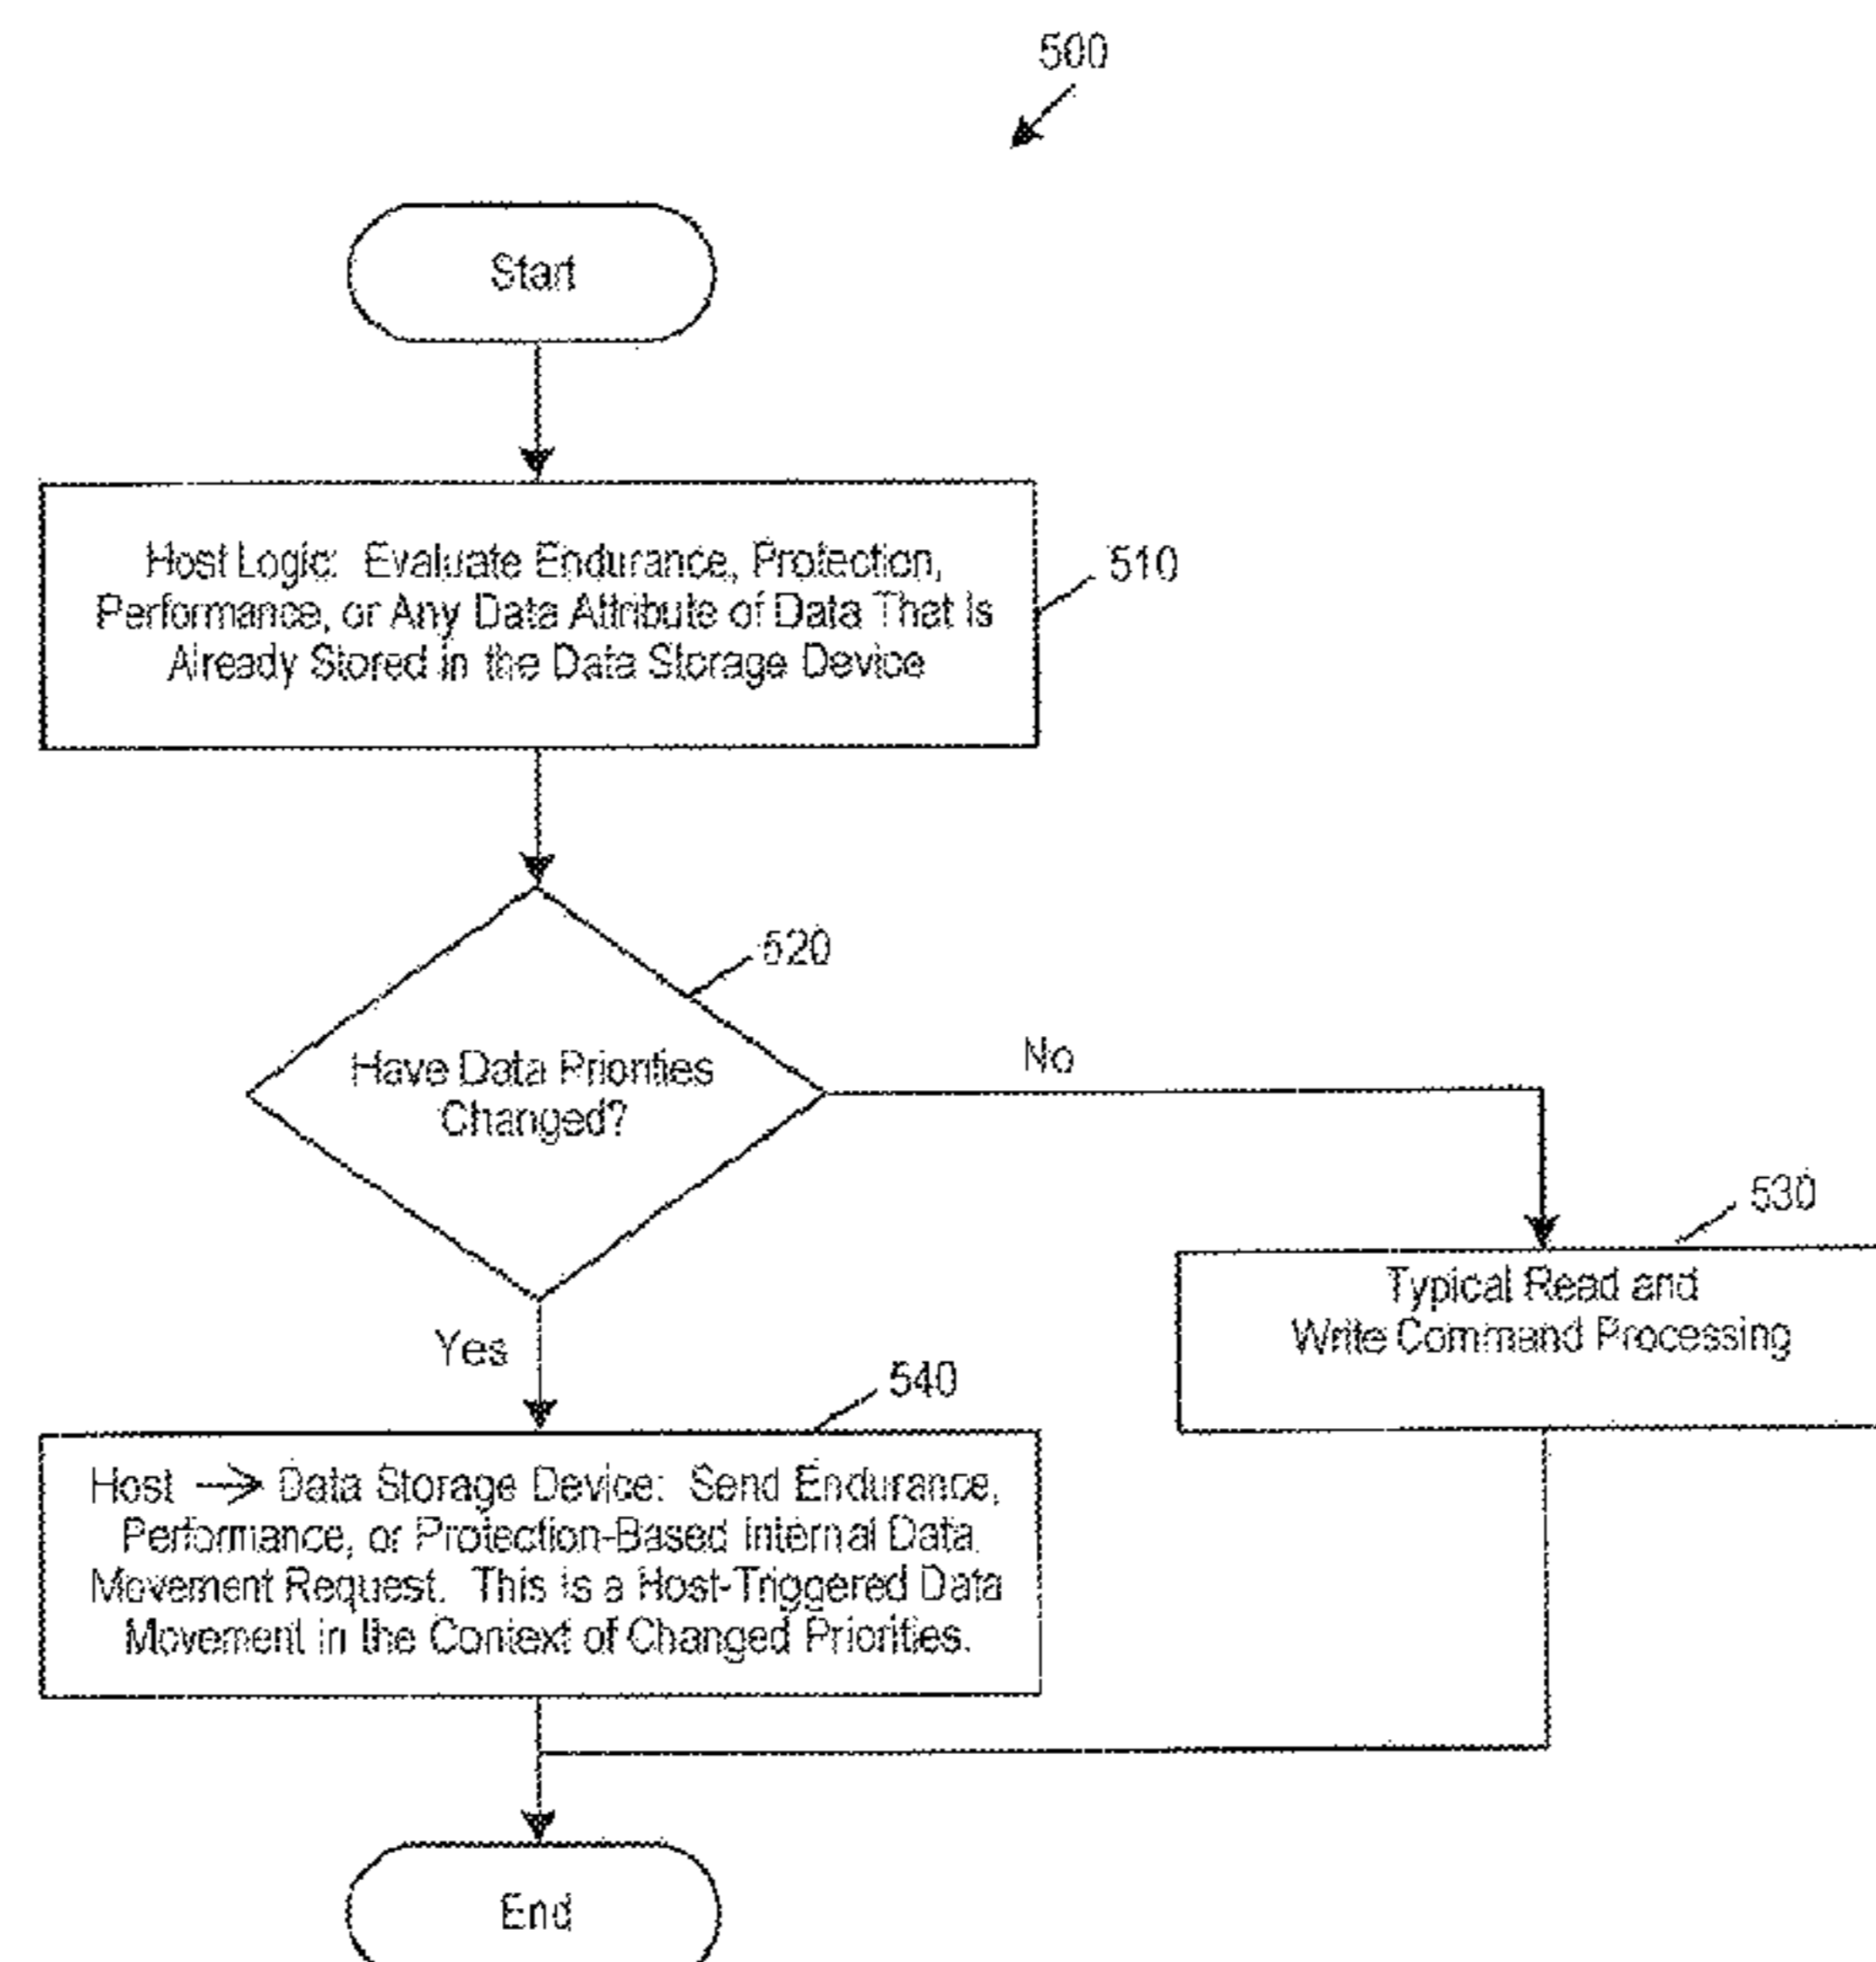 500
Start
Host Logic: Evaluate Endurance, Protection,
Performance, or Any Data Attribute of Data That Is
Already Stored in the Data Storage Device
510
520
Have Data Priorities
Changed?
No
530
Typical Read and
Write Command Processing
Yes
540
Host → Data Storage Device: Send Endurance,
Performance, or Protection-Based Internal Data
Movement Request. This is a Host-Triggered Data
Movement in the Context of Changed Priorities.
End